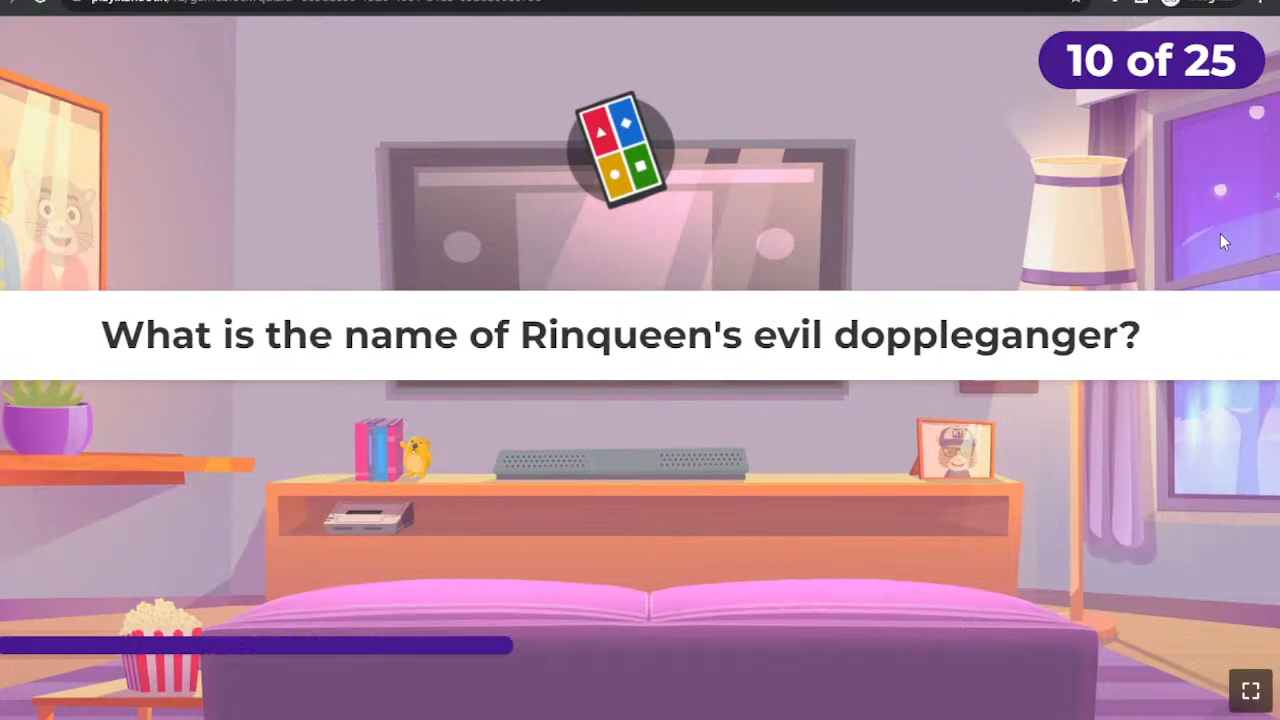 10 of 25
What is the name of Rinqueen's evil doppleganger?